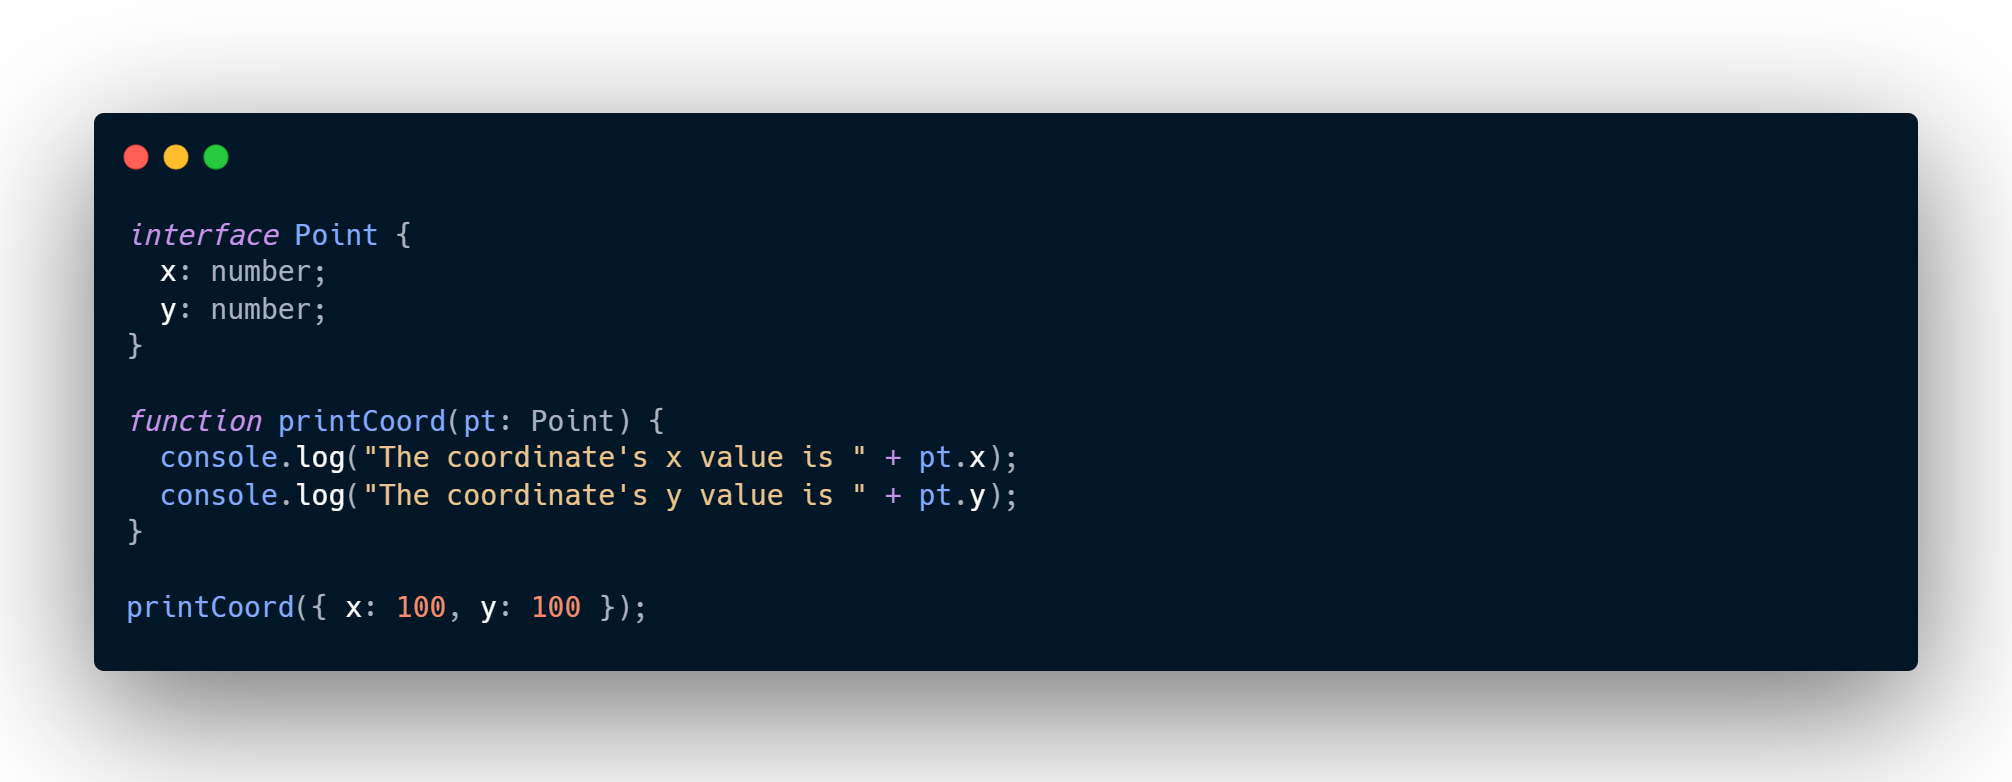 interface Point {
  x: number;
  y: number;
}

function printCoord(pt: Point) {
  console.log("The coordinate's x value is " + pt.x);
  console.log("The coordinate's y value is " + pt.y);
}

printCoord({ x: 100, y: 100 });